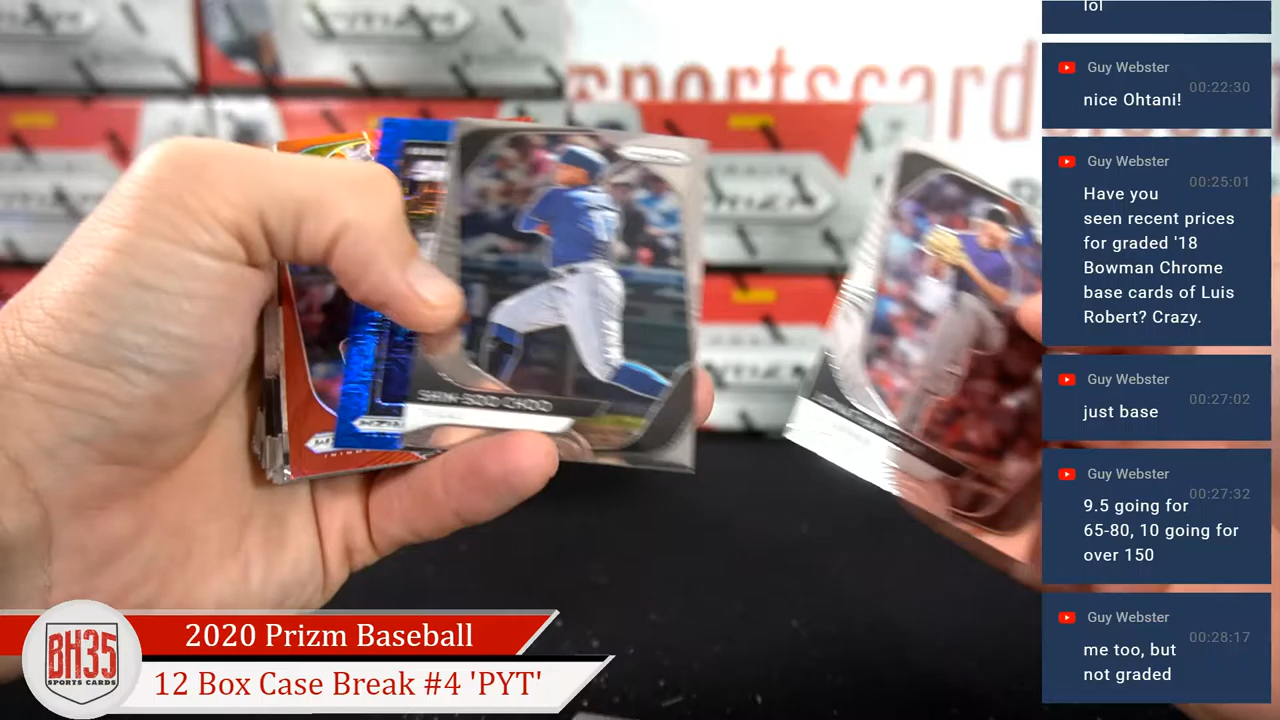 lol
Guy Webster
00:22:30
nice Ohtani!
Guy Webster
00:25:01
Have you
seen recent prices
for graded '18
Bowman Chrome
base cards of Luis
Robert? Crazy.
Guy Webster
00:27:02
just base
Guy Webster
00:27:32
9.5 going for
65-80, 10 going for
over 150
Guy Webster
00:28:17
me too, but
not graded
sportscard
SHIN-SOO CHOO
BH35
SPORTS CARDS
2020 Prizm Baseball
12 Box Case Break #4 'PYT'